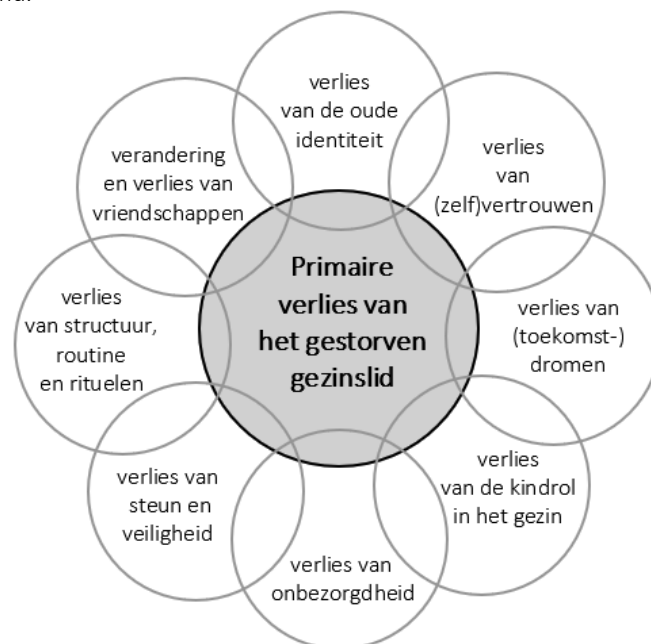 verlies
van de oude
identiteit
verlies
van
(zelf)vertrouwen
verlies van
(toekomst-)
dromen
verlies
van de kindrol
in het gezin
verlies van
onbezorgdheid
verlies van
steun en
veiligheid
verlies
van structuur,
routine
en rituelen
verandering
en verlies van
vriendschappen
Primaire
verlies van
het gestorven
gezinslid